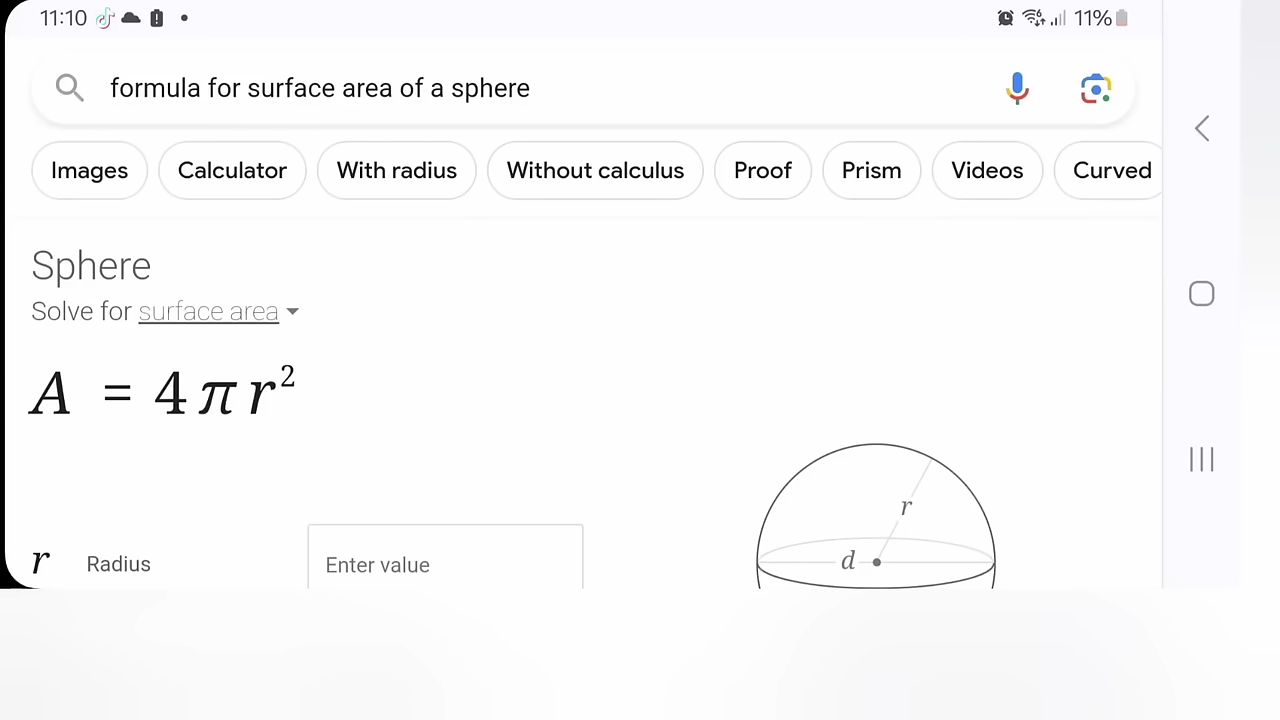 11:10 11%
formula for surface area of a sphere
Images Calculator With radius Without calculus Proof Prism Videos Curved
Sphere
Solve for surface area
A = 4πr²
r
d
r Radius Enter value